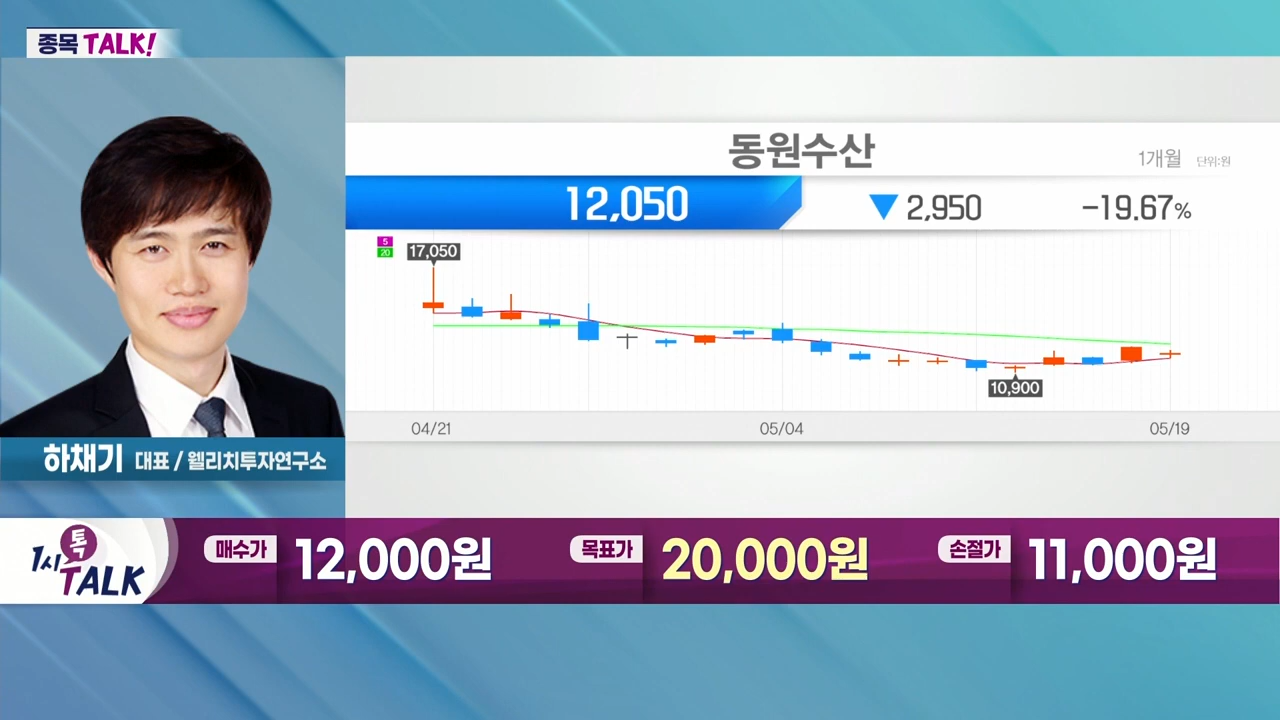 종목 TALK!
동원수산
1개월 단위:원
12,050 ▼ 2,950 -19.67%
5
20
17,050
10,900
04/21 05/04 05/19
하채기 대표 / 웰리치투자연구소
1시 톡 TALK
매수가 12,000원 목표가 20,000원 손절가 11,000원